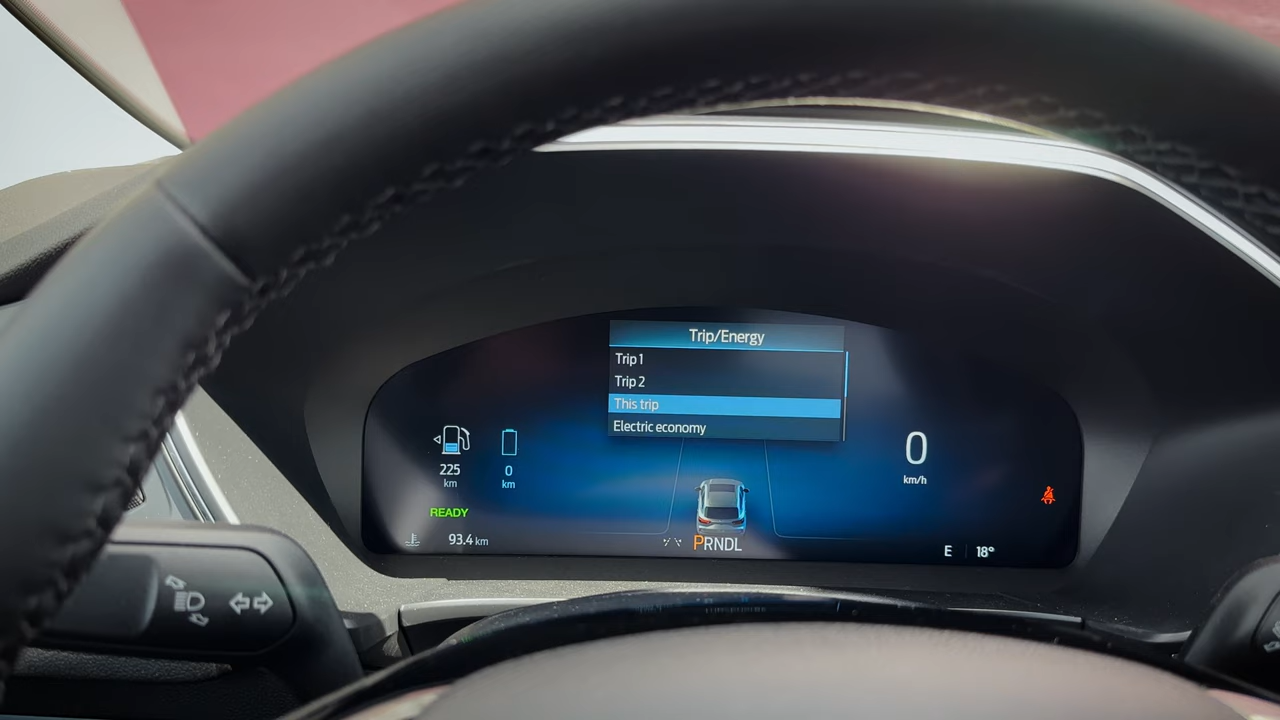 Trip/Energy
Trip 1
Trip 2
This trip
Electric economy
225
km
0
km
0
km/h
READY
93.4 km
PRNDL
E 18°